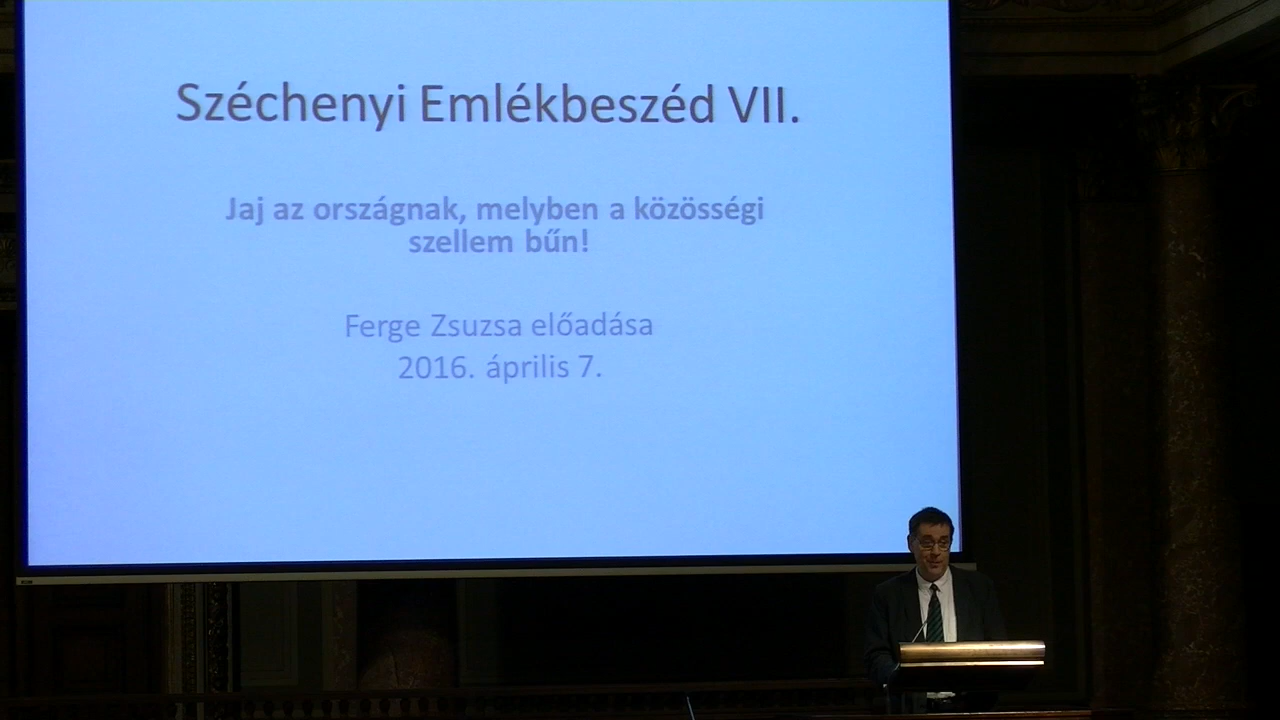 Széchenyi Emlékbeszéd VII.
Jaj az országnak, melyben a közösségi
szellem bűn!
Ferge Zsuzsa előadása
2016. április 7.